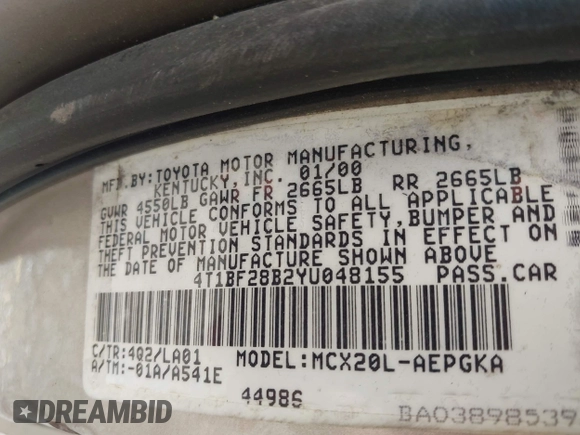 MFD.BY:TOYOTA MOTOR MANUFACTURING,
KENTUCKY, INC. 01/00
GVWR 4550LB GAWR FR 2665LB RR 2665LB
THIS VEHICLE CONFORMS TO ALL APPLICABLE
FEDERAL MOTOR VEHICLE SAFETY,BUMPER AND
THEFT PREVENTION STANDARDS IN EFFECT ON
THE DATE OF MANUFACTURE SHOWN ABOVE
4T1BF28B2YU048155 PASS.CAR
C/TR:4Q2/LA01 MODEL:MCX20L-AEPGKA
A/TM:-01A/A541E
44986
BA03898539
DREAMBID